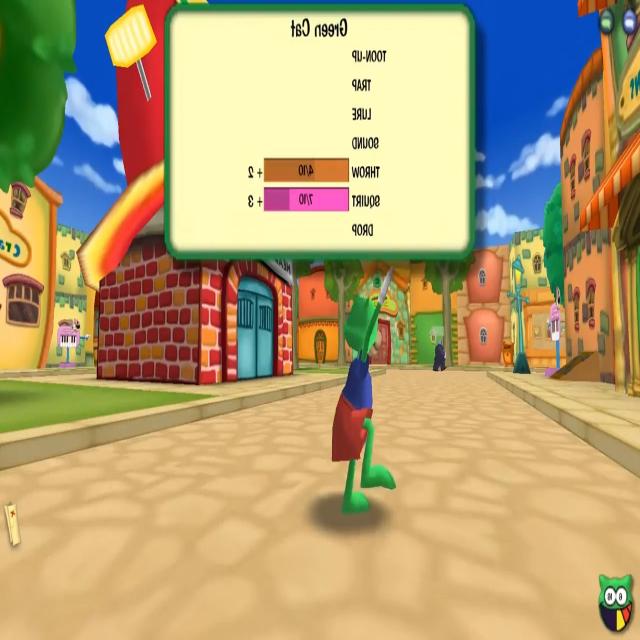 Green Cat
TOON-UP
TRAP
LURE
SOUND
THROW 4/10 + 2
SQUIRT 7/10 + 3
DROP